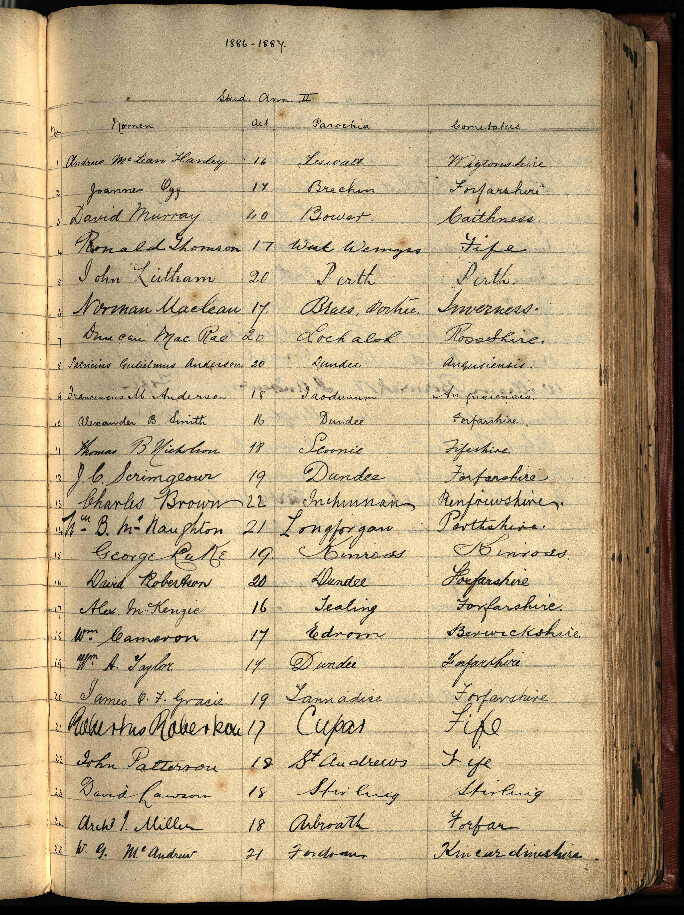 1886-1887.
Stud. Ann. II
No. Nomen Aet Parochia Comitatus
1 Andrew McLean Hanley 16 Leswalt Wigtonshire
2 Joannes Ogg 17 Brechin Forfarshire
3 David Murray 40 Bower Caithness.
4 Ronald Thomson 17 West Wemyss Fife
5 John 20 Perth Perth.
6 Norman Maclean 17. Braes, Portree Inverness.
7 Duncan Mac Rae 20 Lochalsh RossShire.
8 Patricius Gulielmus Anderson 20 Dundee Angusiensis.
9 Franciscus M. Anderson 18 Taodunum Angusiensis.
10 Alexander B. Smith 16 Dundee Forfarshire.
11 Thomas B Nicholson 18 Scoonie Fifeshire.
12 J. C. Scrimgeour 19 Dundee Forfarshire
13 Charles Brown 22 Inchinnan Renfrewshire.
14 Wm B. McNaughton 21 Longforgan Perthshire.
15 George 19 Kinross Kinross
16 David Robertson 20 Dundee Forfarshire
17 Alex. McKenzie 16 Tealing Forfarshire.
18 Wm Cameron 17 Edrom Berwickshire
19 Wm A. Taylor 17 Dundee Forfarshire
20 James C. F. Gracie 19 Tannadice Forfarshire
21 Robertus Robertson 17 Cupar Fife
22 John Patterson 18 St Andrews Fife
23 David Lawson 18 Stirling Stirling
24 Archd J. Miller 18 Arbroath Forfar
25 W. G. McAndrew 21 Fordoun Kincardineshire